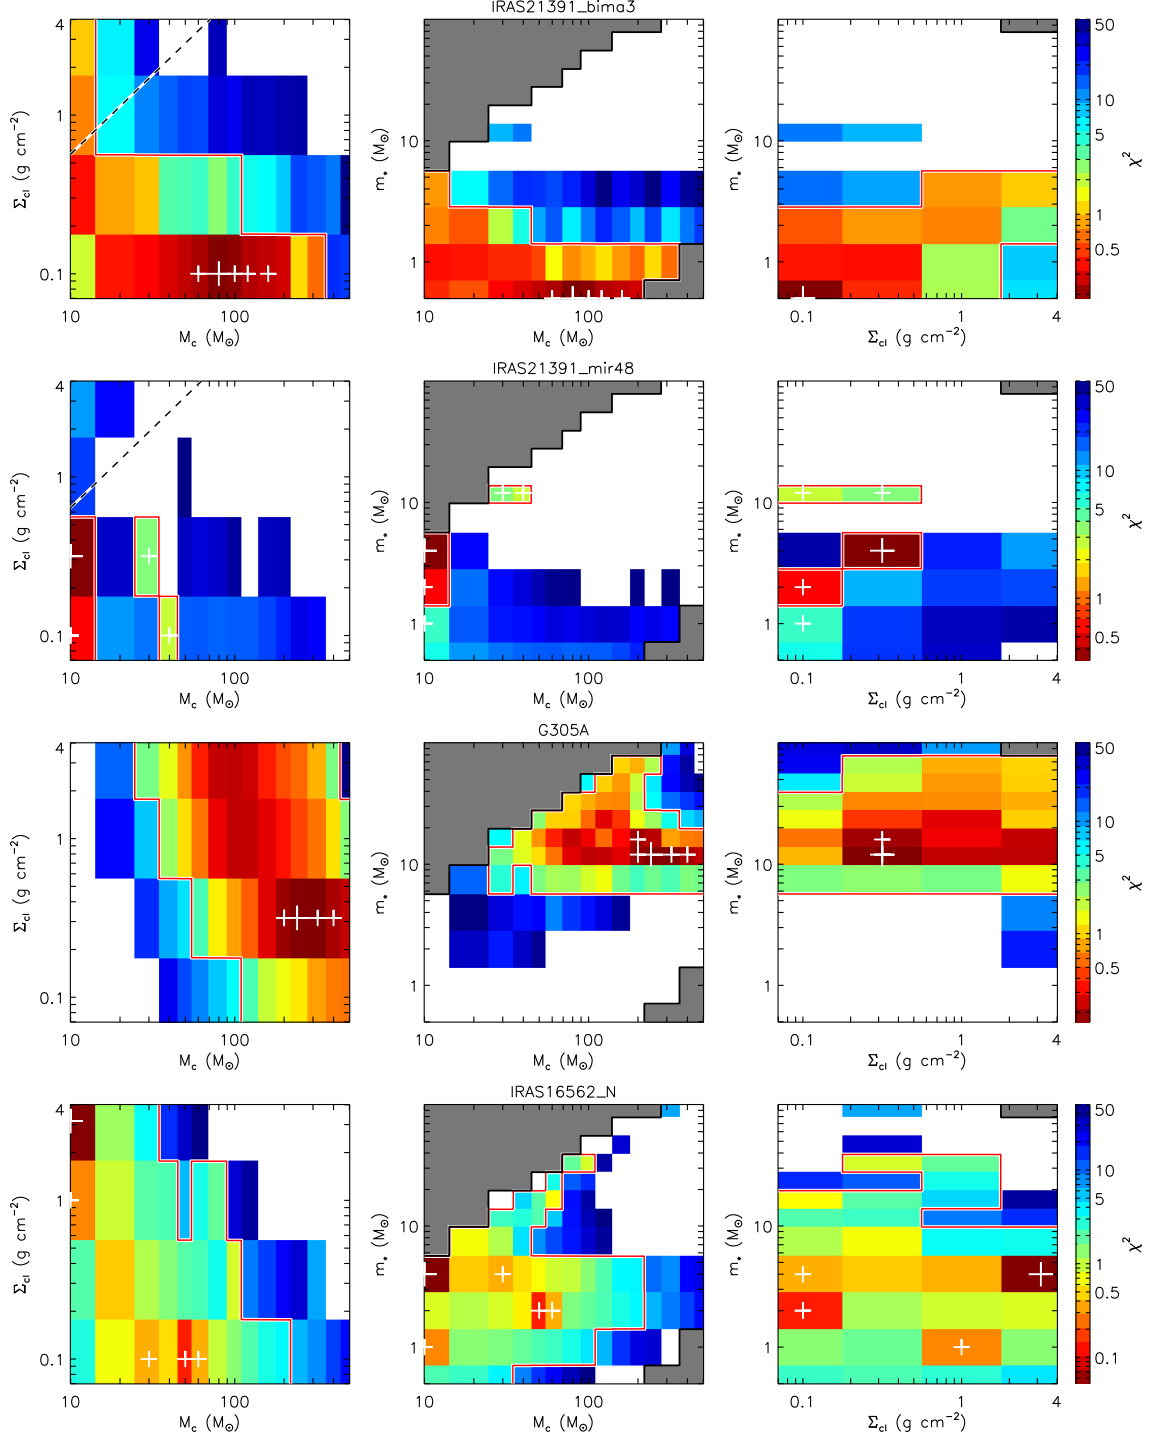 IRAS21391_bima3
4
1
0.1
Σcl (g cm⁻²)
10
100
Mc (M⊙)
10
1
m* (M⊙)
10
100
Mc (M⊙)
10
1
m* (M⊙)
0.1
1
4
Σcl (g cm⁻²)
50
10
5
1
0.5
χ²
IRAS21391_mir48
4
1
0.1
Σcl (g cm⁻²)
10
100
Mc (M⊙)
10
1
m* (M⊙)
10
100
Mc (M⊙)
10
1
m* (M⊙)
0.1
1
4
Σcl (g cm⁻²)
50
10
5
1
0.5
χ²
G305A
4
1
0.1
Σcl (g cm⁻²)
10
100
Mc (M⊙)
10
1
m* (M⊙)
10
100
Mc (M⊙)
10
1
m* (M⊙)
0.1
1
4
Σcl (g cm⁻²)
50
10
5
1
0.5
χ²
IRAS16562_N
4
1
0.1
Σcl (g cm⁻²)
10
100
Mc (M⊙)
10
1
m* (M⊙)
10
100
Mc (M⊙)
10
1
m* (M⊙)
0.1
1
4
Σcl (g cm⁻²)
50
10
5
1
0.5
0.1
χ²